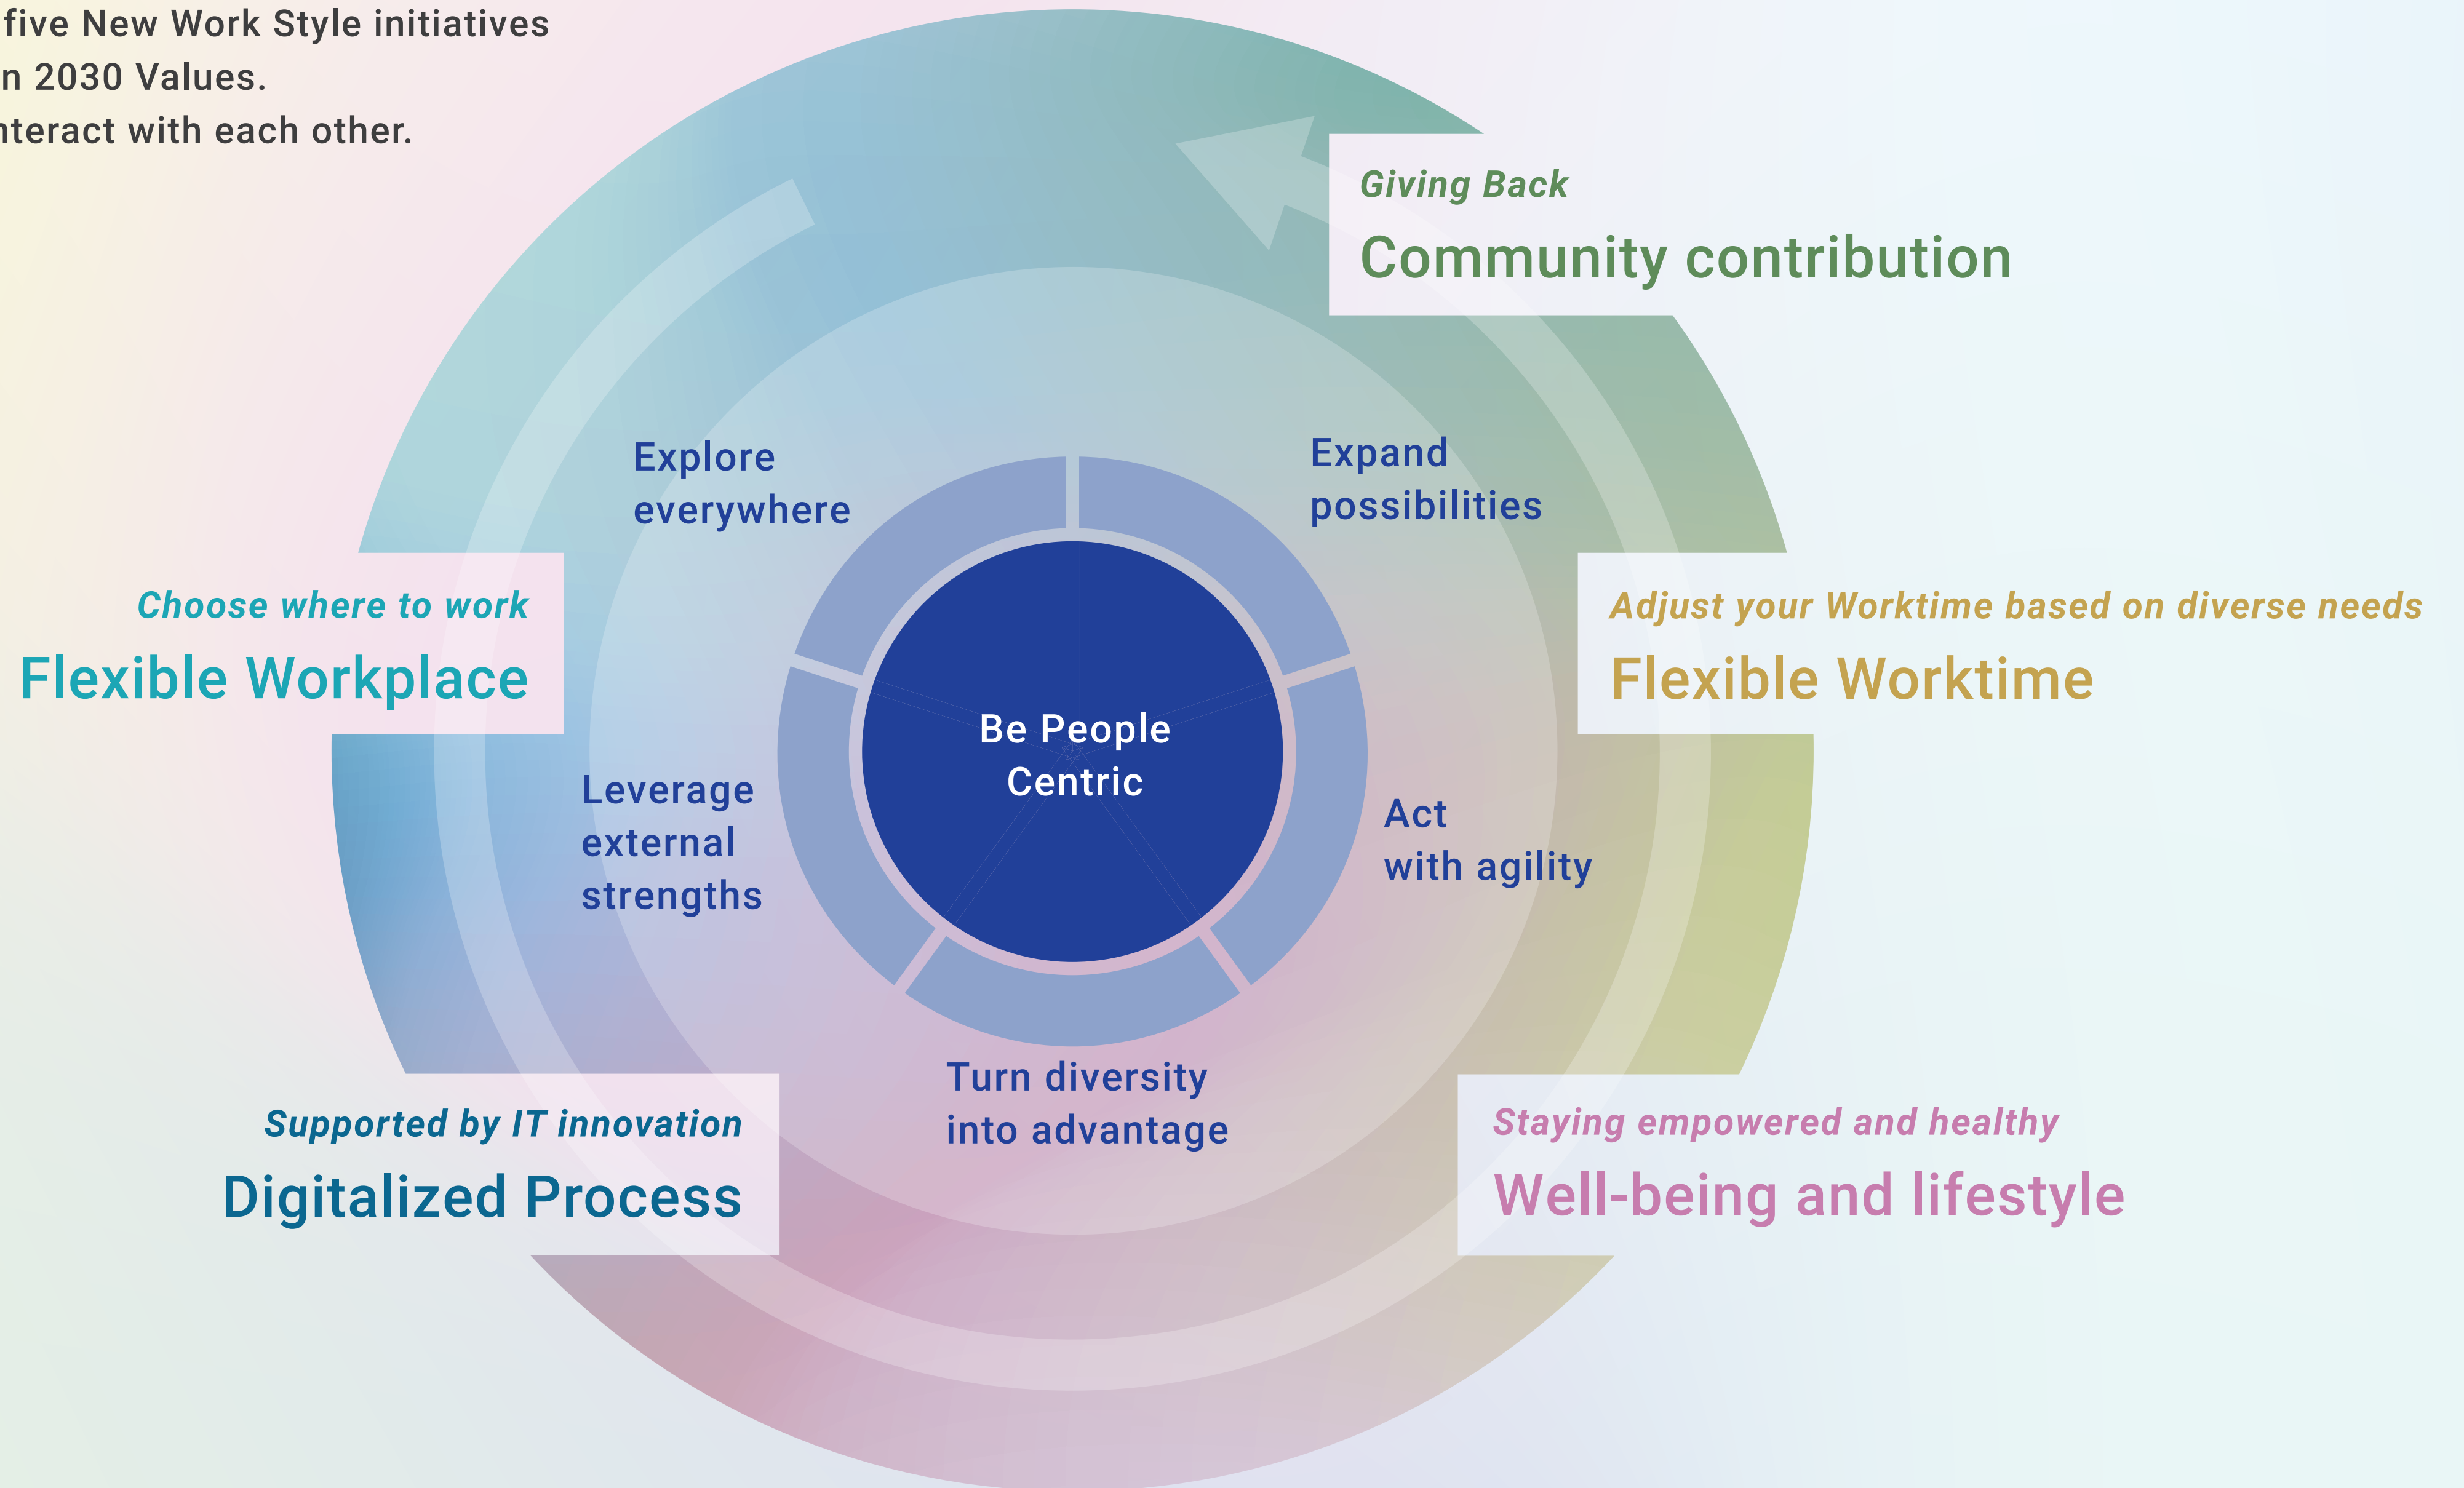 five New Work Style initiatives
n 2030 Values.
nteract with each other.
Giving Back
Community contribution
Explore
everywhere
Expand
possibilities
Choose where to work
Flexible Workplace
Adjust your Worktime based on diverse needs
Flexible Worktime
Be People
Centric
Leverage
external
strengths
Act
with agility
Turn diversity
into advantage
Supported by IT innovation
Digitalized Process
Staying empowered and healthy
Well-being and lifestyle